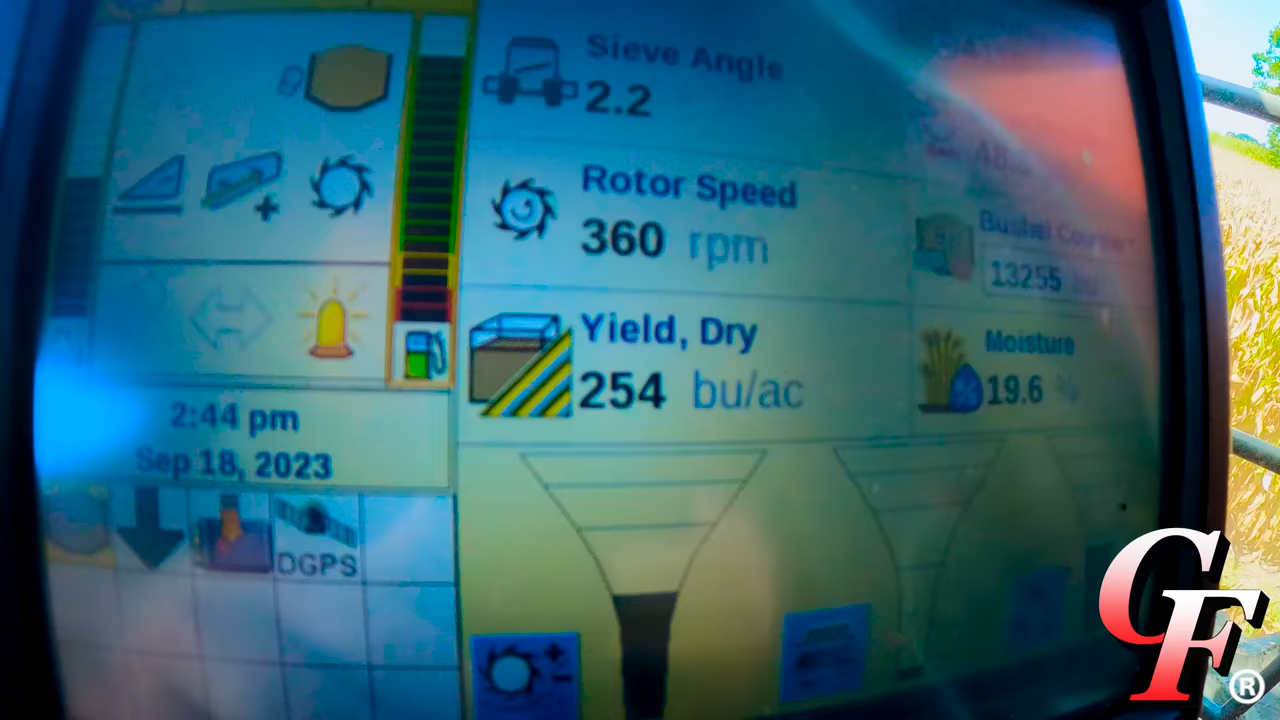 Sieve Angle
2.2
Rotor Speed
360 rpm
Bushel Counter
13255
Yield, Dry
254 bu/ac
Moisture
19.6 %
2:44 pm
Sep 18, 2023
DGPS
CF®